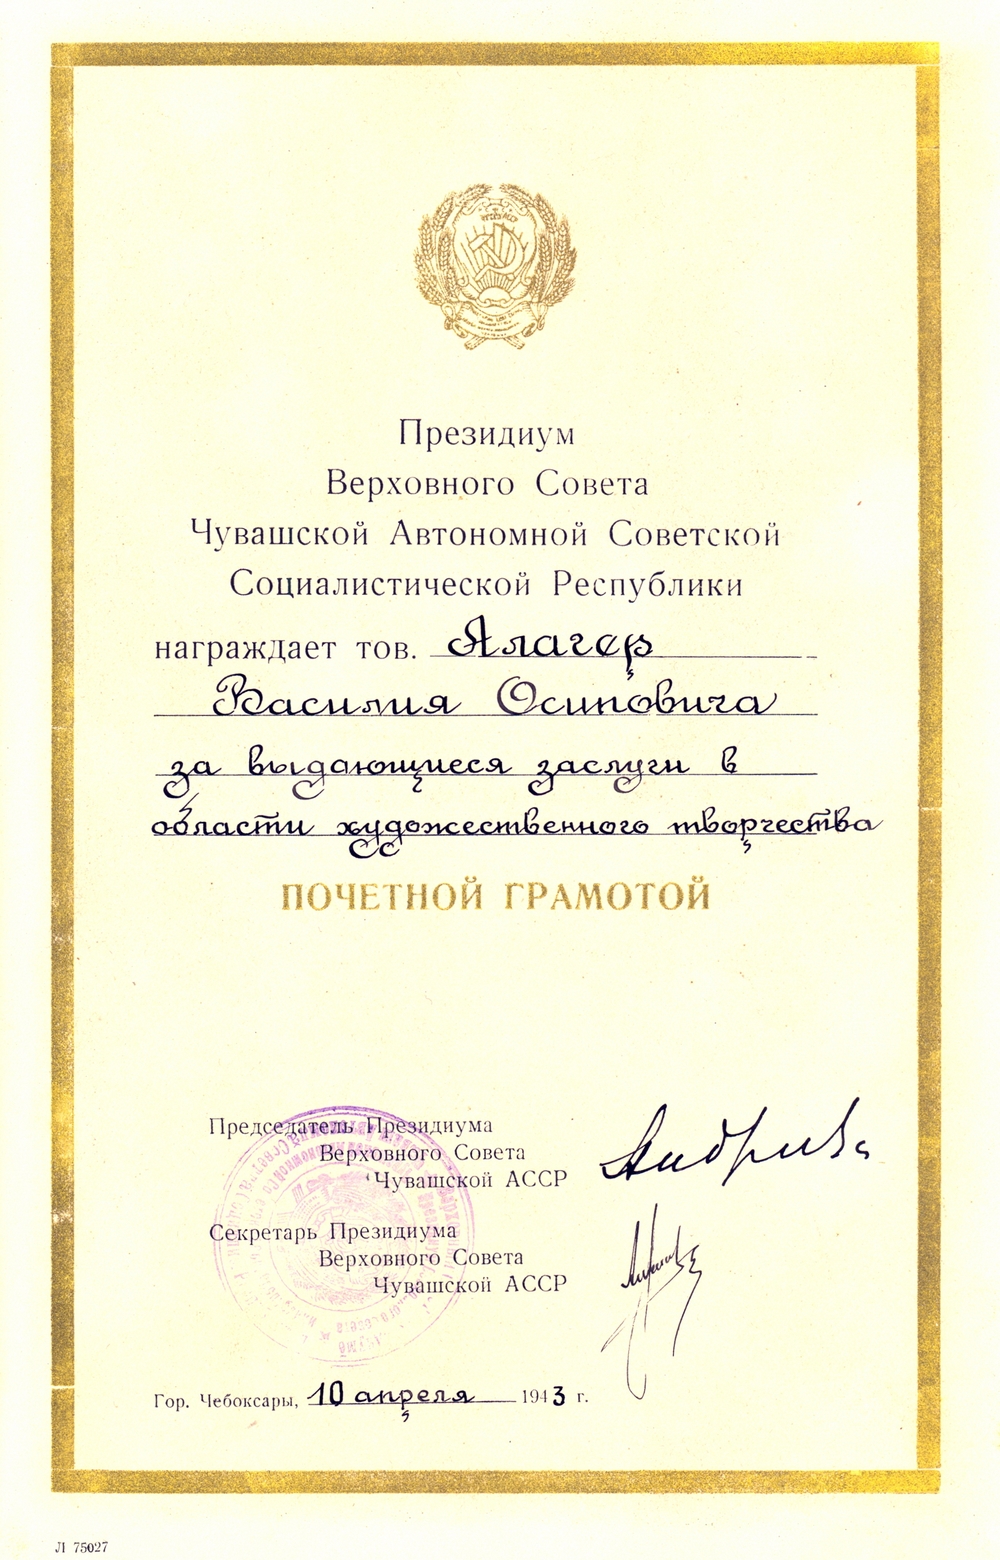 Президиум
Верховного Совета
Чувашской Автономной Советской
Социалистической Республики
награждает тов. Алагер
Василия Осиповича
за выдающиеся заслуги в
области художественного творчества
ПОЧЕТНОЙ ГРАМОТОЙ
Председатель Президиума
Верховного Совета
Чувашской АССР
Секретарь Президиума
Верховного Совета
Чувашской АССР
Гор. Чебоксары, 10 апреля 1943 г.
Л 75027